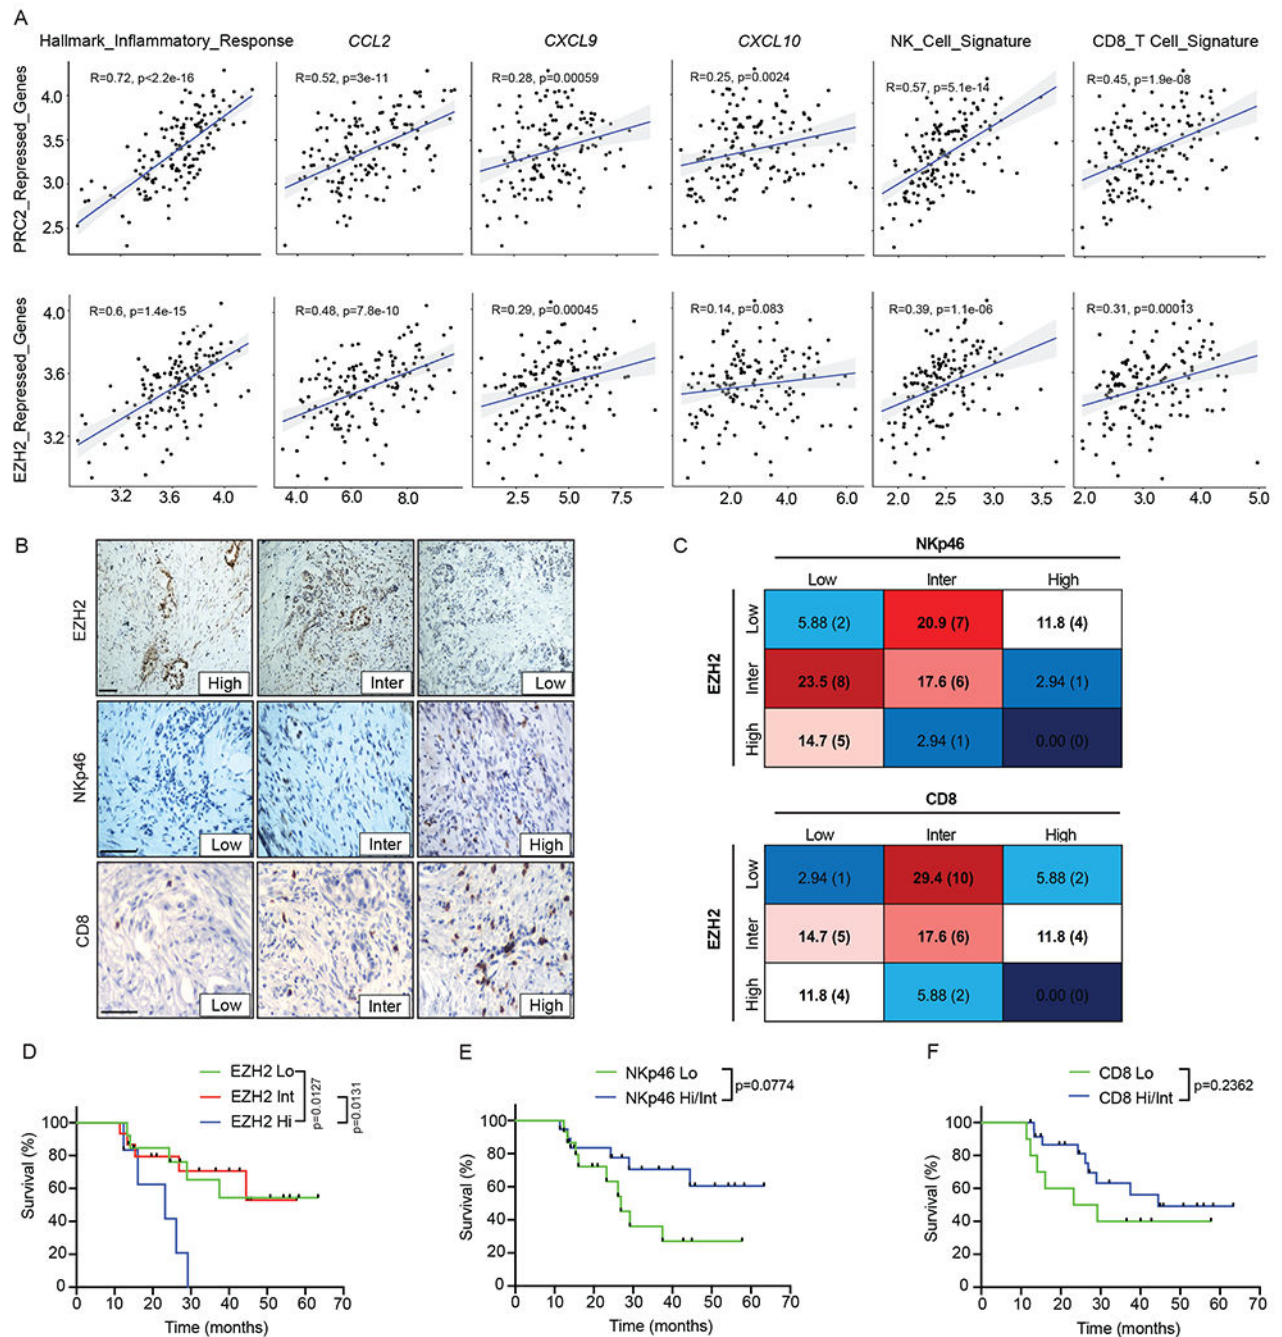 A
Hallmark_Inflammatory_Response CCL2 CXCL9 CXCL10 NK_Cell_Signature CD8_T Cell_Signature
PRC2_Repressed_Genes
R=0.72, p<2.2e-16 R=0.52, p=3e-11 R=0.28, p=0.00059 R=0.25, p=0.0024 R=0.57, p=5.1e-14 R=0.45, p=1.9e-08
4.0
3.5
3.0
2.5
EZH2_Repressed_Genes
R=0.6, p=1.4e-15 R=0.48, p=7.8e-10 R=0.29, p=0.00045 R=0.14, p=0.083 R=0.39, p=1.1e-06 R=0.31, p=0.00013
4.0
3.6
3.2
3.2 3.6 4.0 4.0 6.0 8.0 2.5 5.0 7.5 2.0 4.0 6.0 2.0 2.5 3.0 3.5 2.0 3.0 4.0 5.0
B
EZH2
High Inter Low
NKp46
Low Inter High
CD8
Low Inter High
C
NKp46
Low Inter High
EZH2
Low 5.88 (2) 20.9 (7) 11.8 (4)
Inter 23.5 (8) 17.6 (6) 2.94 (1)
High 14.7 (5) 2.94 (1) 0.00 (0)
CD8
Low Inter High
EZH2
Low 2.94 (1) 29.4 (10) 5.88 (2)
Inter 14.7 (5) 17.6 (6) 11.8 (4)
High 11.8 (4) 5.88 (2) 0.00 (0)
D
EZH2 Lo
EZH2 Int
EZH2 Hi
p=0.0127
p=0.0131
Survival (%)
100
80
60
40
20
0
0 10 20 30 40 50 60 70
Time (months)
E
NKp46 Lo
NKp46 Hi/Int
p=0.0774
Survival (%)
100
80
60
40
20
0
0 10 20 30 40 50 60 70
Time (months)
F
CD8 Lo
CD8 Hi/Int
p=0.2362
Survival (%)
100
80
60
40
20
0
0 10 20 30 40 50 60 70
Time (months)